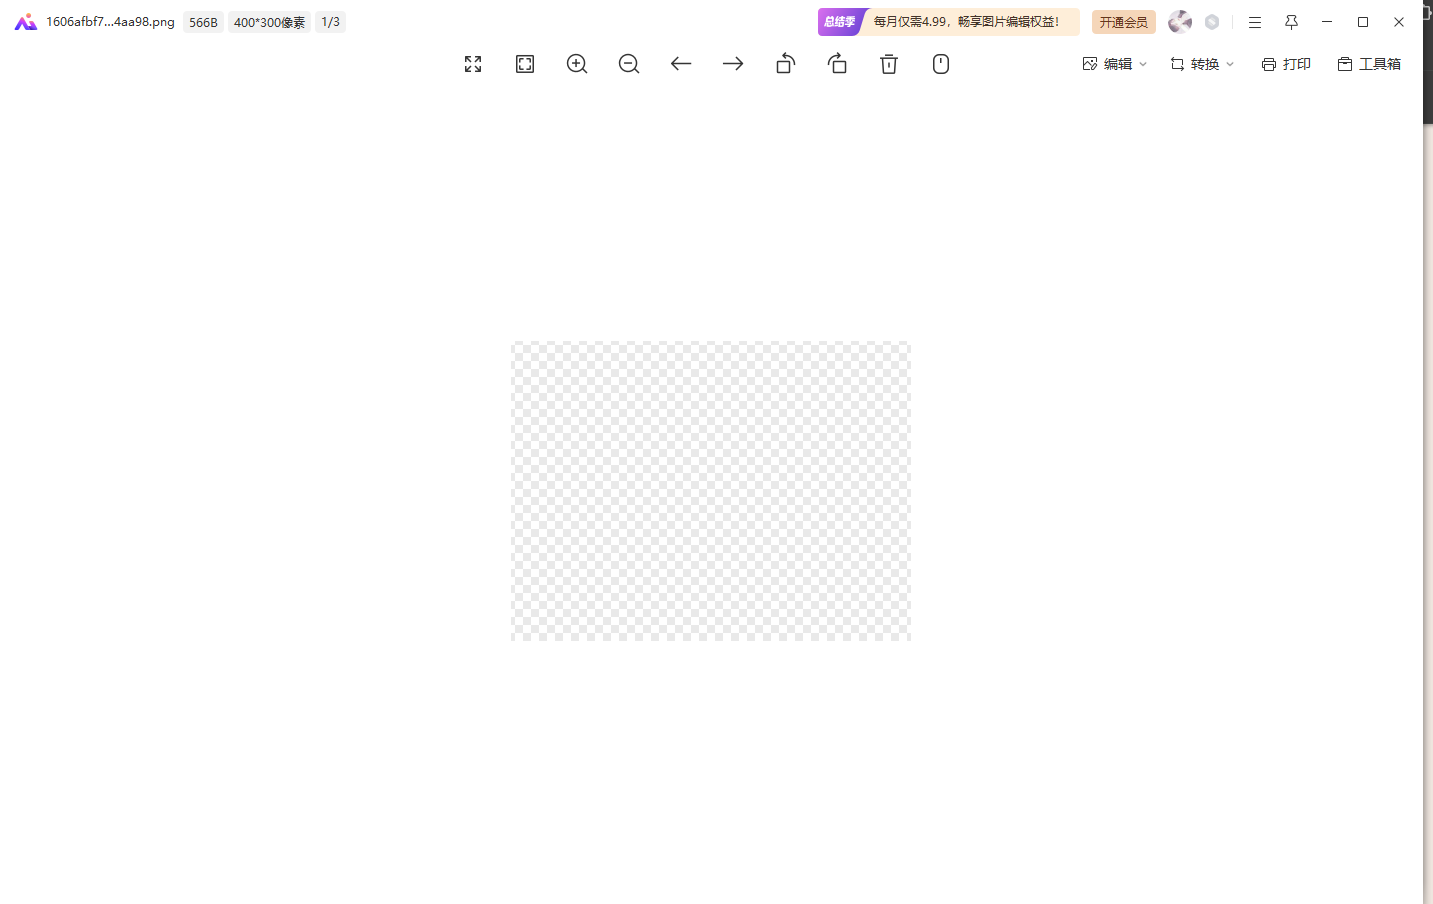 1606afbf7...4aa98.png 566B 400*300像素 1/3 总结季 每月仅需4.99，畅享图片编辑权益！ 开通会员
编辑 转换 打印 工具箱